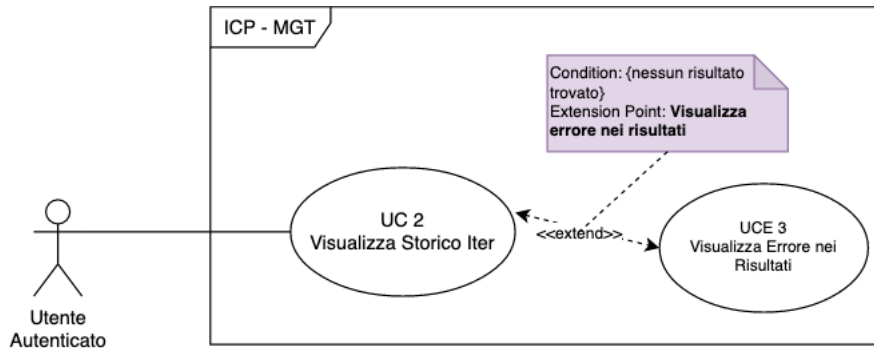 ICP - MGT
Condition: {nessun risultato
trovato}
Extension Point: Visualizza
errore nei risultati
UC 2
Visualizza Storico Iter
<<extend>>
UCE 3
Visualizza Errore nei
Risultati
Utente
Autenticato